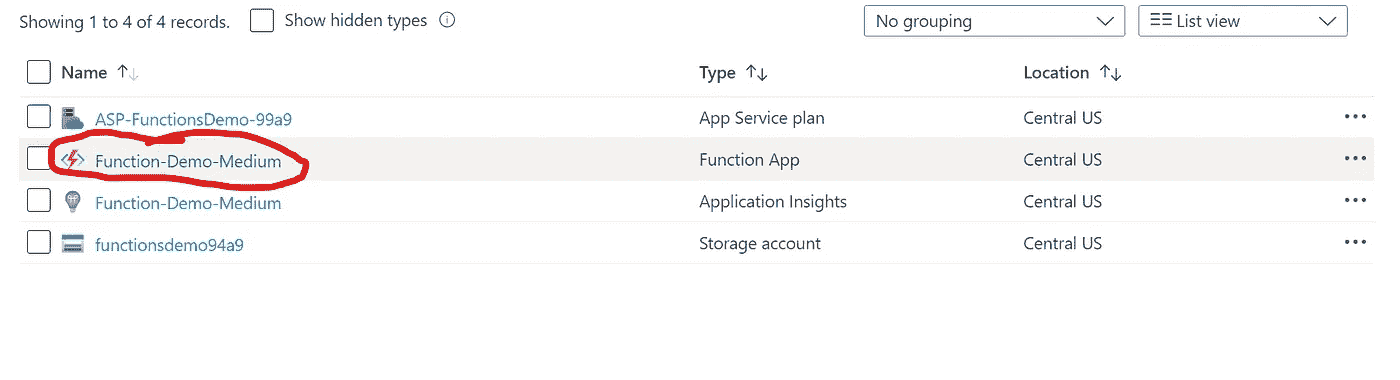 Showing 1 to 4 of 4 records. Show hidden types No grouping List view
Name Type Location
ASP-FunctionsDemo-99a9 App Service plan Central US
Function-Demo-Medium Function App Central US
Function-Demo-Medium Application Insights Central US
functionsdemo94a9 Storage account Central US